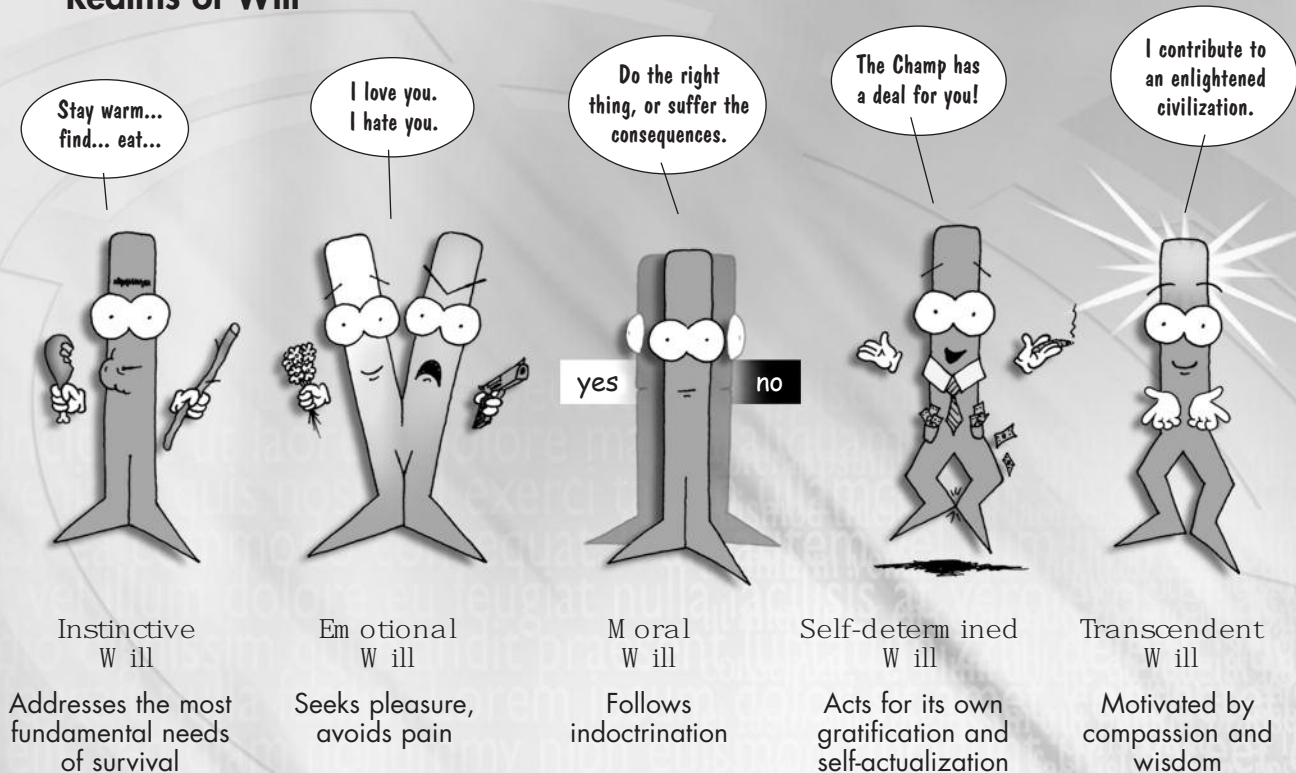 Realms of Will
Stay warm...
find... eat...
I love you.
I hate you.
Do the right
thing, or suffer the
consequences.
The Champ has
a deal for you!
I contribute to
an enlightened
civilization.
yes
no
Instinctive
Will
Addresses the most
fundamental needs
of survival
Emotional
Will
Seeks pleasure,
avoids pain
Moral
Will
Follows
indoctrination
Self-determined
Will
Acts for its own
gratification and
self-actualization
Transcendent
Will
Motivated by
compassion and
wisdom